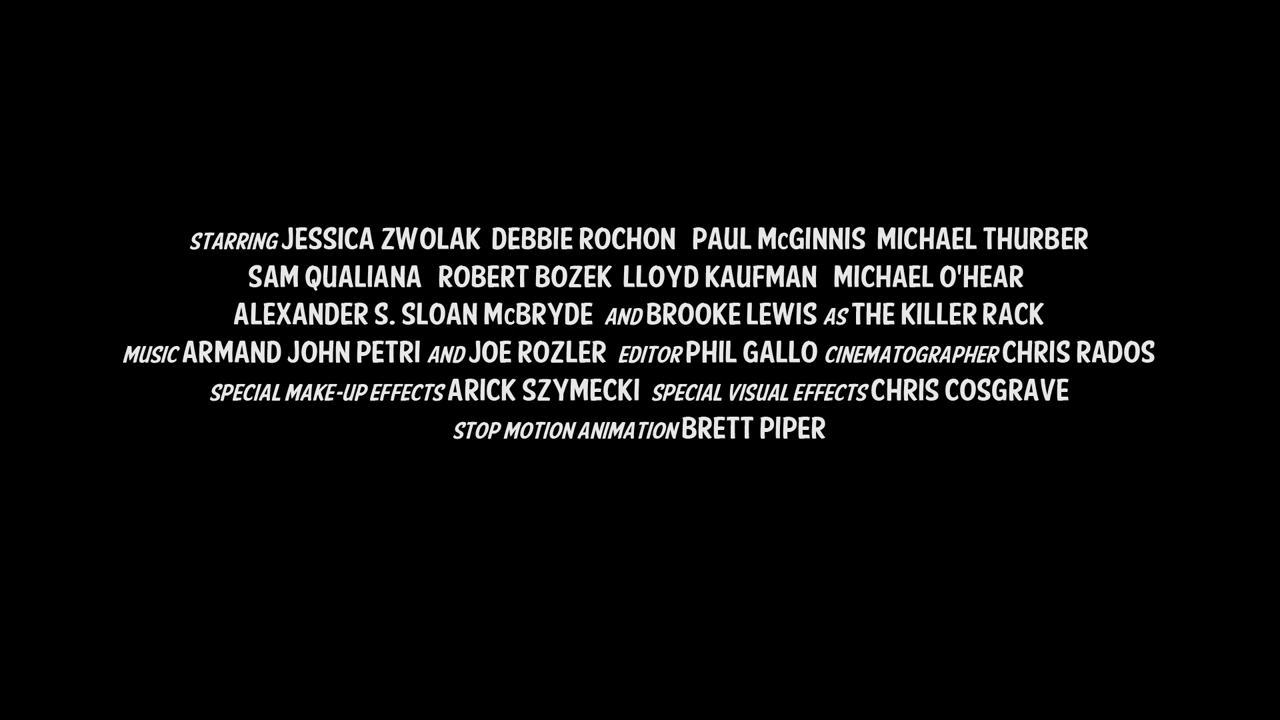 STARRING JESSICA ZWOLAK DEBBIE ROCHON PAUL McGINNIS MICHAEL THURBER
SAM QUALIANA ROBERT BOZEK LLOYD KAUFMAN MICHAEL O'HEAR
ALEXANDER S. SLOAN McBRYDE AND BROOKE LEWIS AS THE KILLER RACK
MUSIC ARMAND JOHN PETRI AND JOE ROZLER EDITOR PHIL GALLO CINEMATOGRAPHER CHRIS RADOS
SPECIAL MAKE-UP EFFECTS ARICK SZYMECKI SPECIAL VISUAL EFFECTS CHRIS COSGRAVE
STOP MOTION ANIMATION BRETT PIPER